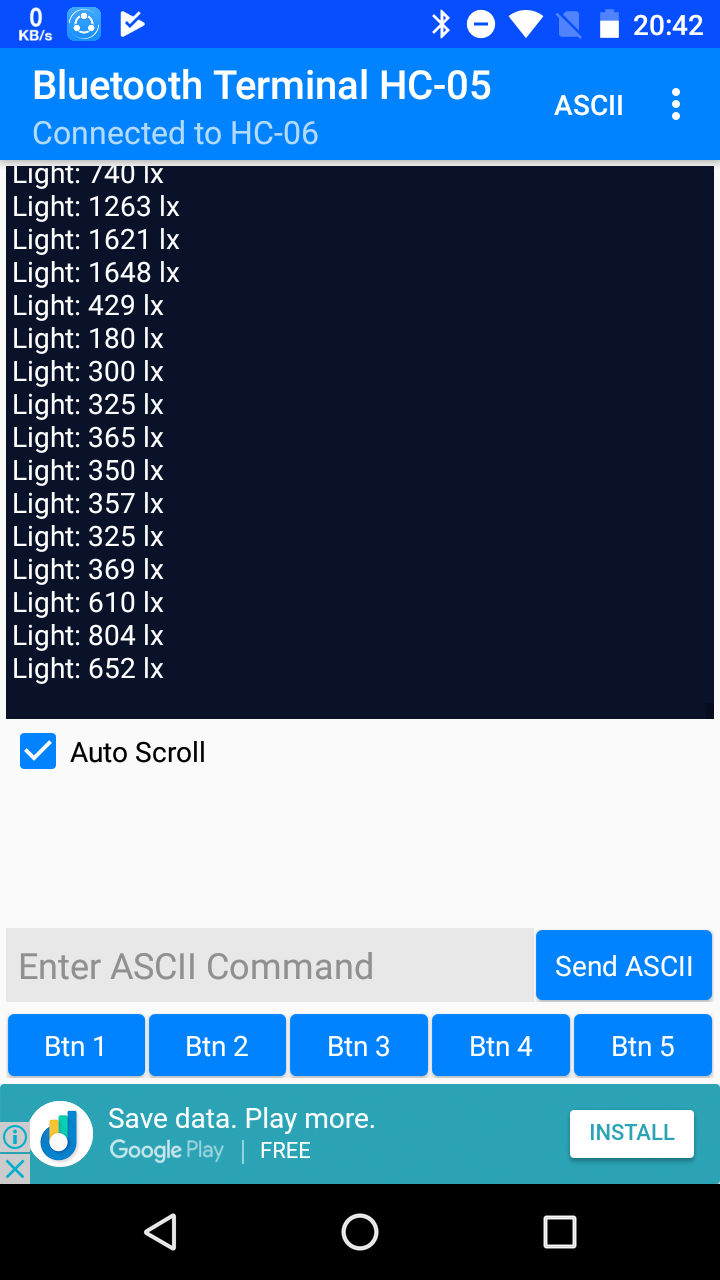 0
KB/s
20:42
Bluetooth Terminal HC-05
Connected to HC-06
ASCII
Light: 740 lx
Light: 1263 lx
Light: 1621 lx
Light: 1648 lx
Light: 429 lx
Light: 180 lx
Light: 300 lx
Light: 325 lx
Light: 365 lx
Light: 350 lx
Light: 357 lx
Light: 325 lx
Light: 369 lx
Light: 610 lx
Light: 804 lx
Light: 652 lx
Auto Scroll
Enter ASCII Command
Send ASCII
Btn 1 Btn 2 Btn 3 Btn 4 Btn 5
Save data. Play more.
Google Play | FREE
INSTALL